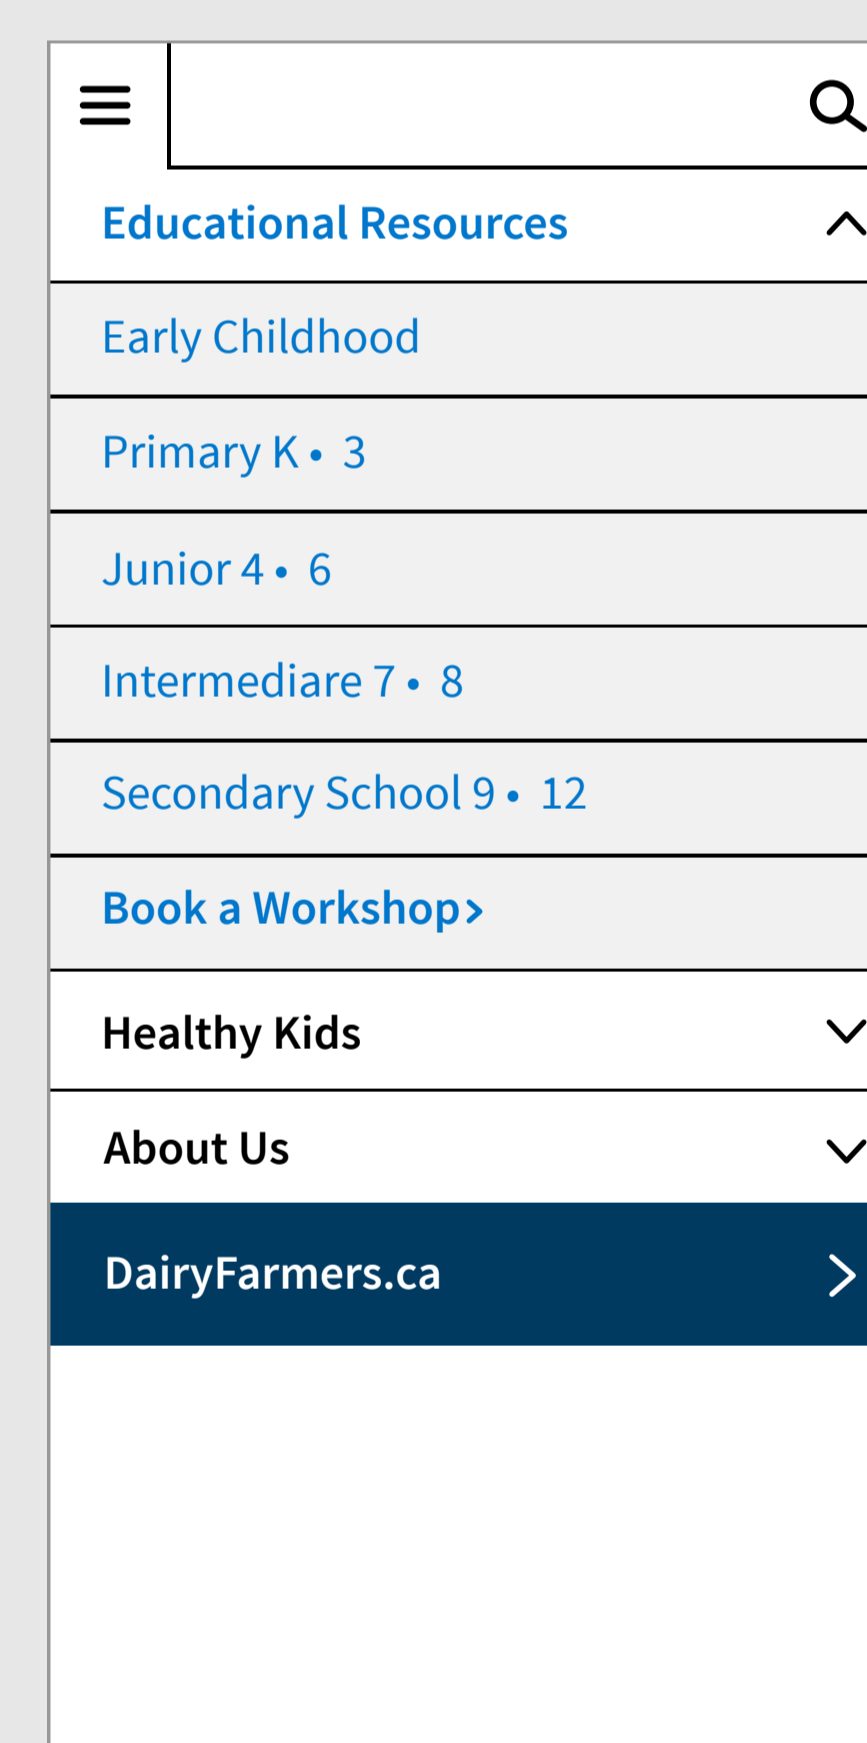 Educational Resources
Early Childhood
Primary K • 3
Junior 4 • 6
Intermediare 7 • 8
Secondary School 9 • 12
Book a Workshop>
Healthy Kids
About Us
DairyFarmers.ca